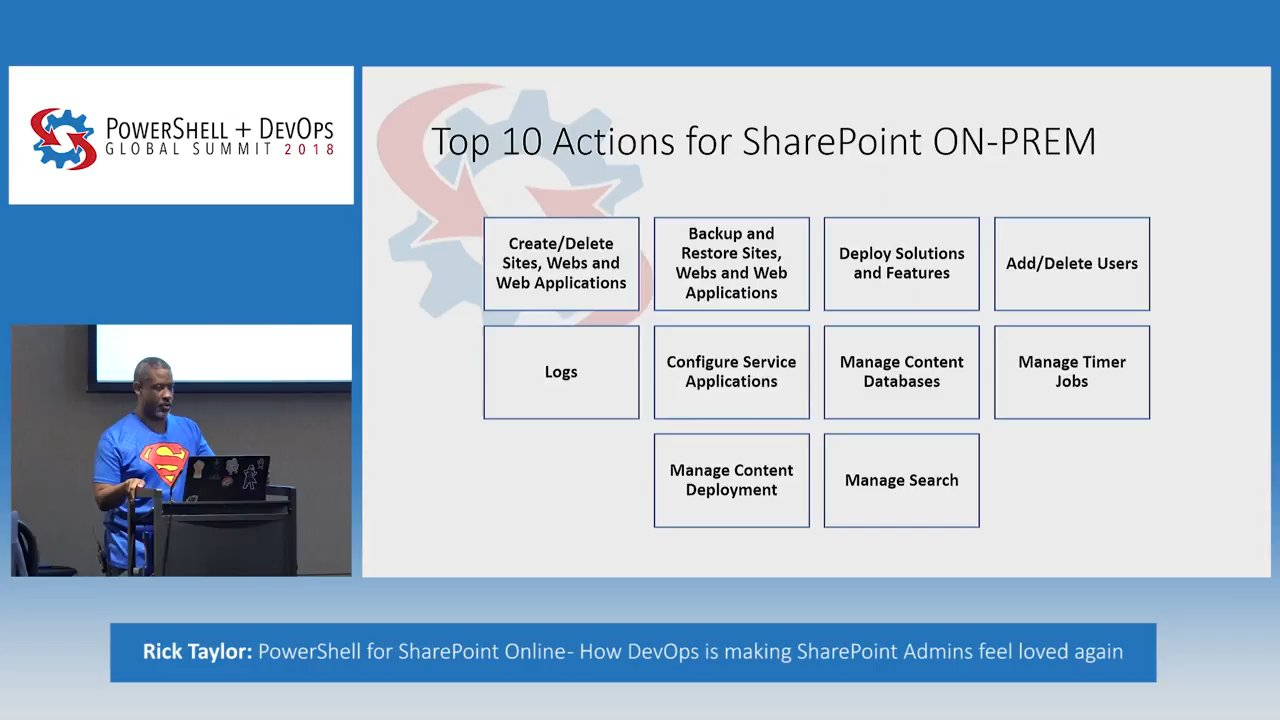 POWERSHELL + DEVOPS
GLOBAL SUMMIT 2018
Top 10 Actions for SharePoint ON-PREM
Create/Delete
Sites, Webs and
Web Applications
Backup and
Restore Sites,
Webs and Web
Applications
Deploy Solutions
and Features
Add/Delete Users
Logs
Configure Service
Applications
Manage Content
Databases
Manage Timer
Jobs
Manage Content
Deployment
Manage Search
Rick Taylor: PowerShell for SharePoint Online- How DevOps is making SharePoint Admins feel loved again